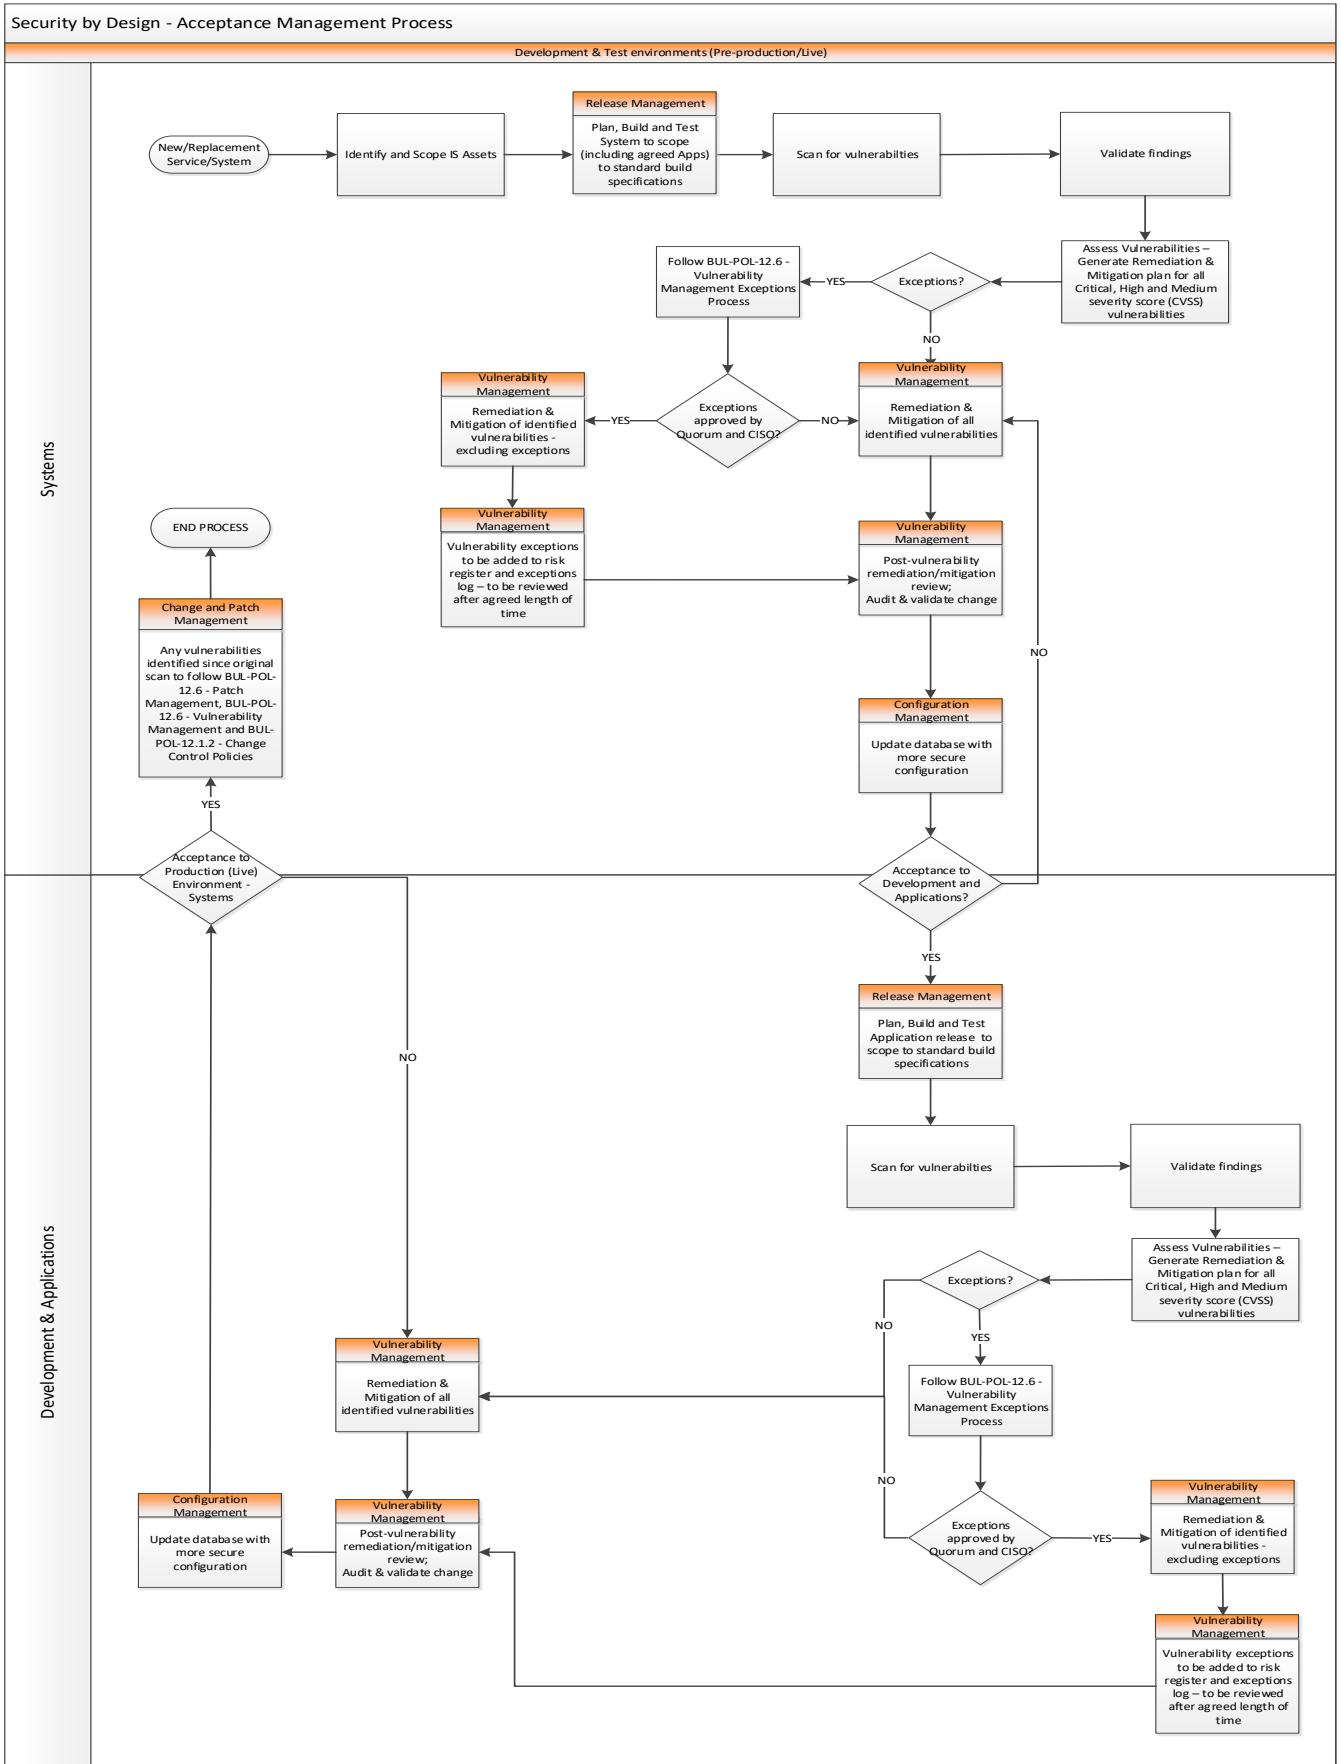 Security by Design - Acceptance Management Process
Development & Test environments (Pre-production/Live)
Systems
New/Replacement
Service/System
Identify and Scope IS Assets
Release Management
Plan, Build and Test
System to scope
(including agreed Apps)
to standard build
specifications
Scan for vulnerabilties
Validate findings
Assess Vulnerabilities –
Generate Remediation &
Mitigation plan for all
Critical, High and Medium
severity score (CVSS)
vulnerabilities
Exceptions?
YES
NO
Follow BUL-POL-12.6 -
Vulnerability
Management Exceptions
Process
Exceptions
approved by
Quorum and CISO?
YES
NO
Vulnerability
Management
Remediation &
Mitigation of identified
vulnerabilities -
excluding exceptions
Vulnerability
Management
Remediation &
Mitigation of all
identified vulnerabilities
Vulnerability
Management
Vulnerability exceptions
to be added to risk
register and exceptions
log – to be reviewed
after agreed length of
time
Vulnerability
Management
Post-vulnerability
remediation/mitigation
review;
Audit & validate change
END PROCESS
Change and Patch
Management
Any vulnerabilities
identified since original
scan to follow BUL-POL-
12.6 - Patch
Management, BUL-POL-
12.6 - Vulnerability
Management and BUL-
POL-12.1.2 - Change
Control Policies
YES
NO
Configuration
Management
Update database with
more secure
configuration
Acceptance to
Production (Live)
Environment -
Systems
Acceptance to
Development and
Applications?
YES
NO
Development & Applications
Release Management
Plan, Build and Test
Application release to
scope to standard build
specifications
Scan for vulnerabilties
Validate findings
Assess Vulnerabilities –
Generate Remediation &
Mitigation plan for all
Critical, High and Medium
severity score (CVSS)
vulnerabilities
Exceptions?
NO
YES
Vulnerability
Management
Remediation &
Mitigation of all
identified vulnerabilities
Follow BUL-POL-12.6 -
Vulnerability
Management Exceptions
Process
NO
Exceptions
approved by
Quorum and CISO?
YES
Vulnerability
Management
Remediation &
Mitigation of identified
vulnerabilities -
excluding exceptions
Configuration
Management
Update database with
more secure
configuration
Vulnerability
Management
Post-vulnerability
remediation/mitigation
review;
Audit & validate change
Vulnerability
Management
Vulnerability exceptions
to be added to risk
register and exceptions
log – to be reviewed
after agreed length of
time